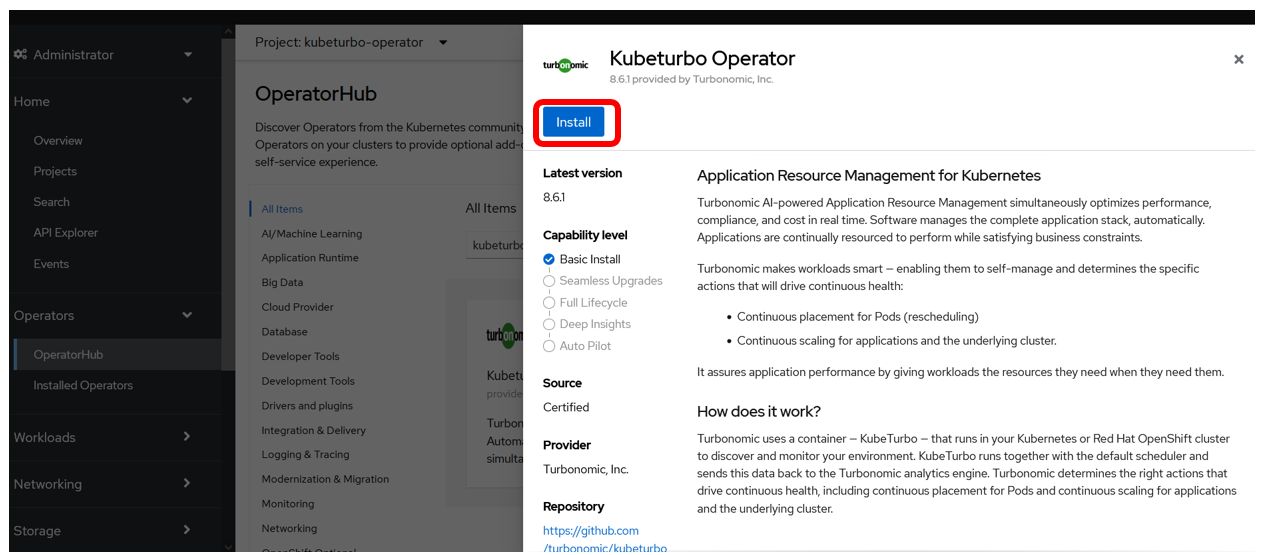 Administrator
Home
Overview
Projects
Search
API Explorer
Events
Operators
OperatorHub
Installed Operators
Workloads
Networking
Storage
Project: kubeturbo-operator
OperatorHub
Discover Operators from the Kubernetes community
Operators on your clusters to provide optional add-
self-service experience.
All Items
AI/Machine Learning
Application Runtime
Big Data
Cloud Provider
Database
Developer Tools
Development Tools
Drivers and plugins
Integration & Delivery
Logging & Tracing
Modernization & Migration
Monitoring
Networking
OpenShift Optional
All Items
kubeturbo
turbonom
Kubetu
provide
Turbon
Automa
simulta
turbonomic
Kubeturbo Operator
8.6.1 provided by Turbonomic, Inc.
Install
Latest version
8.6.1
Capability level
Basic Install
Seamless Upgrades
Full Lifecycle
Deep Insights
Auto Pilot
Source
Certified
Provider
Turbonomic, Inc.
Repository
https://github.com
/turbonomic/kubeturbo
Application Resource Management for Kubernetes
Turbonomic AI-powered Application Resource Management simultaneously optimizes performance,
compliance, and cost in real time. Software manages the complete application stack, automatically.
Applications are continually resourced to perform while satisfying business constraints.
Turbonomic makes workloads smart — enabling them to self-manage and determines the specific
actions that will drive continuous health:
• Continuous placement for Pods (rescheduling)
• Continuous scaling for applications and the underlying cluster.
It assures application performance by giving workloads the resources they need when they need them.
How does it work?
Turbonomic uses a container — KubeTurbo — that runs in your Kubernetes or Red Hat OpenShift cluster
to discover and monitor your environment. KubeTurbo runs together with the default scheduler and
sends this data back to the Turbonomic analytics engine. Turbonomic determines the right actions that
drive continuous health, including continuous placement for Pods and continuous scaling for applications
and the underlying cluster.